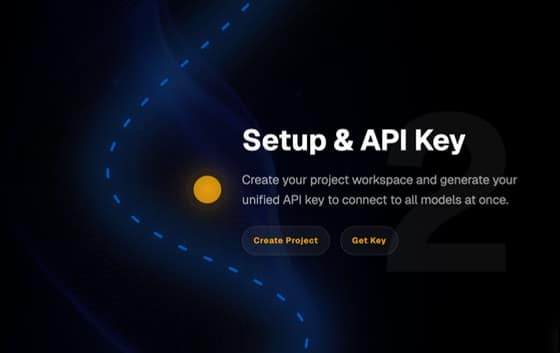 2
Setup & API Key
Create your project workspace and generate your
unified API key to connect to all models at once.
Create Project
Get Key